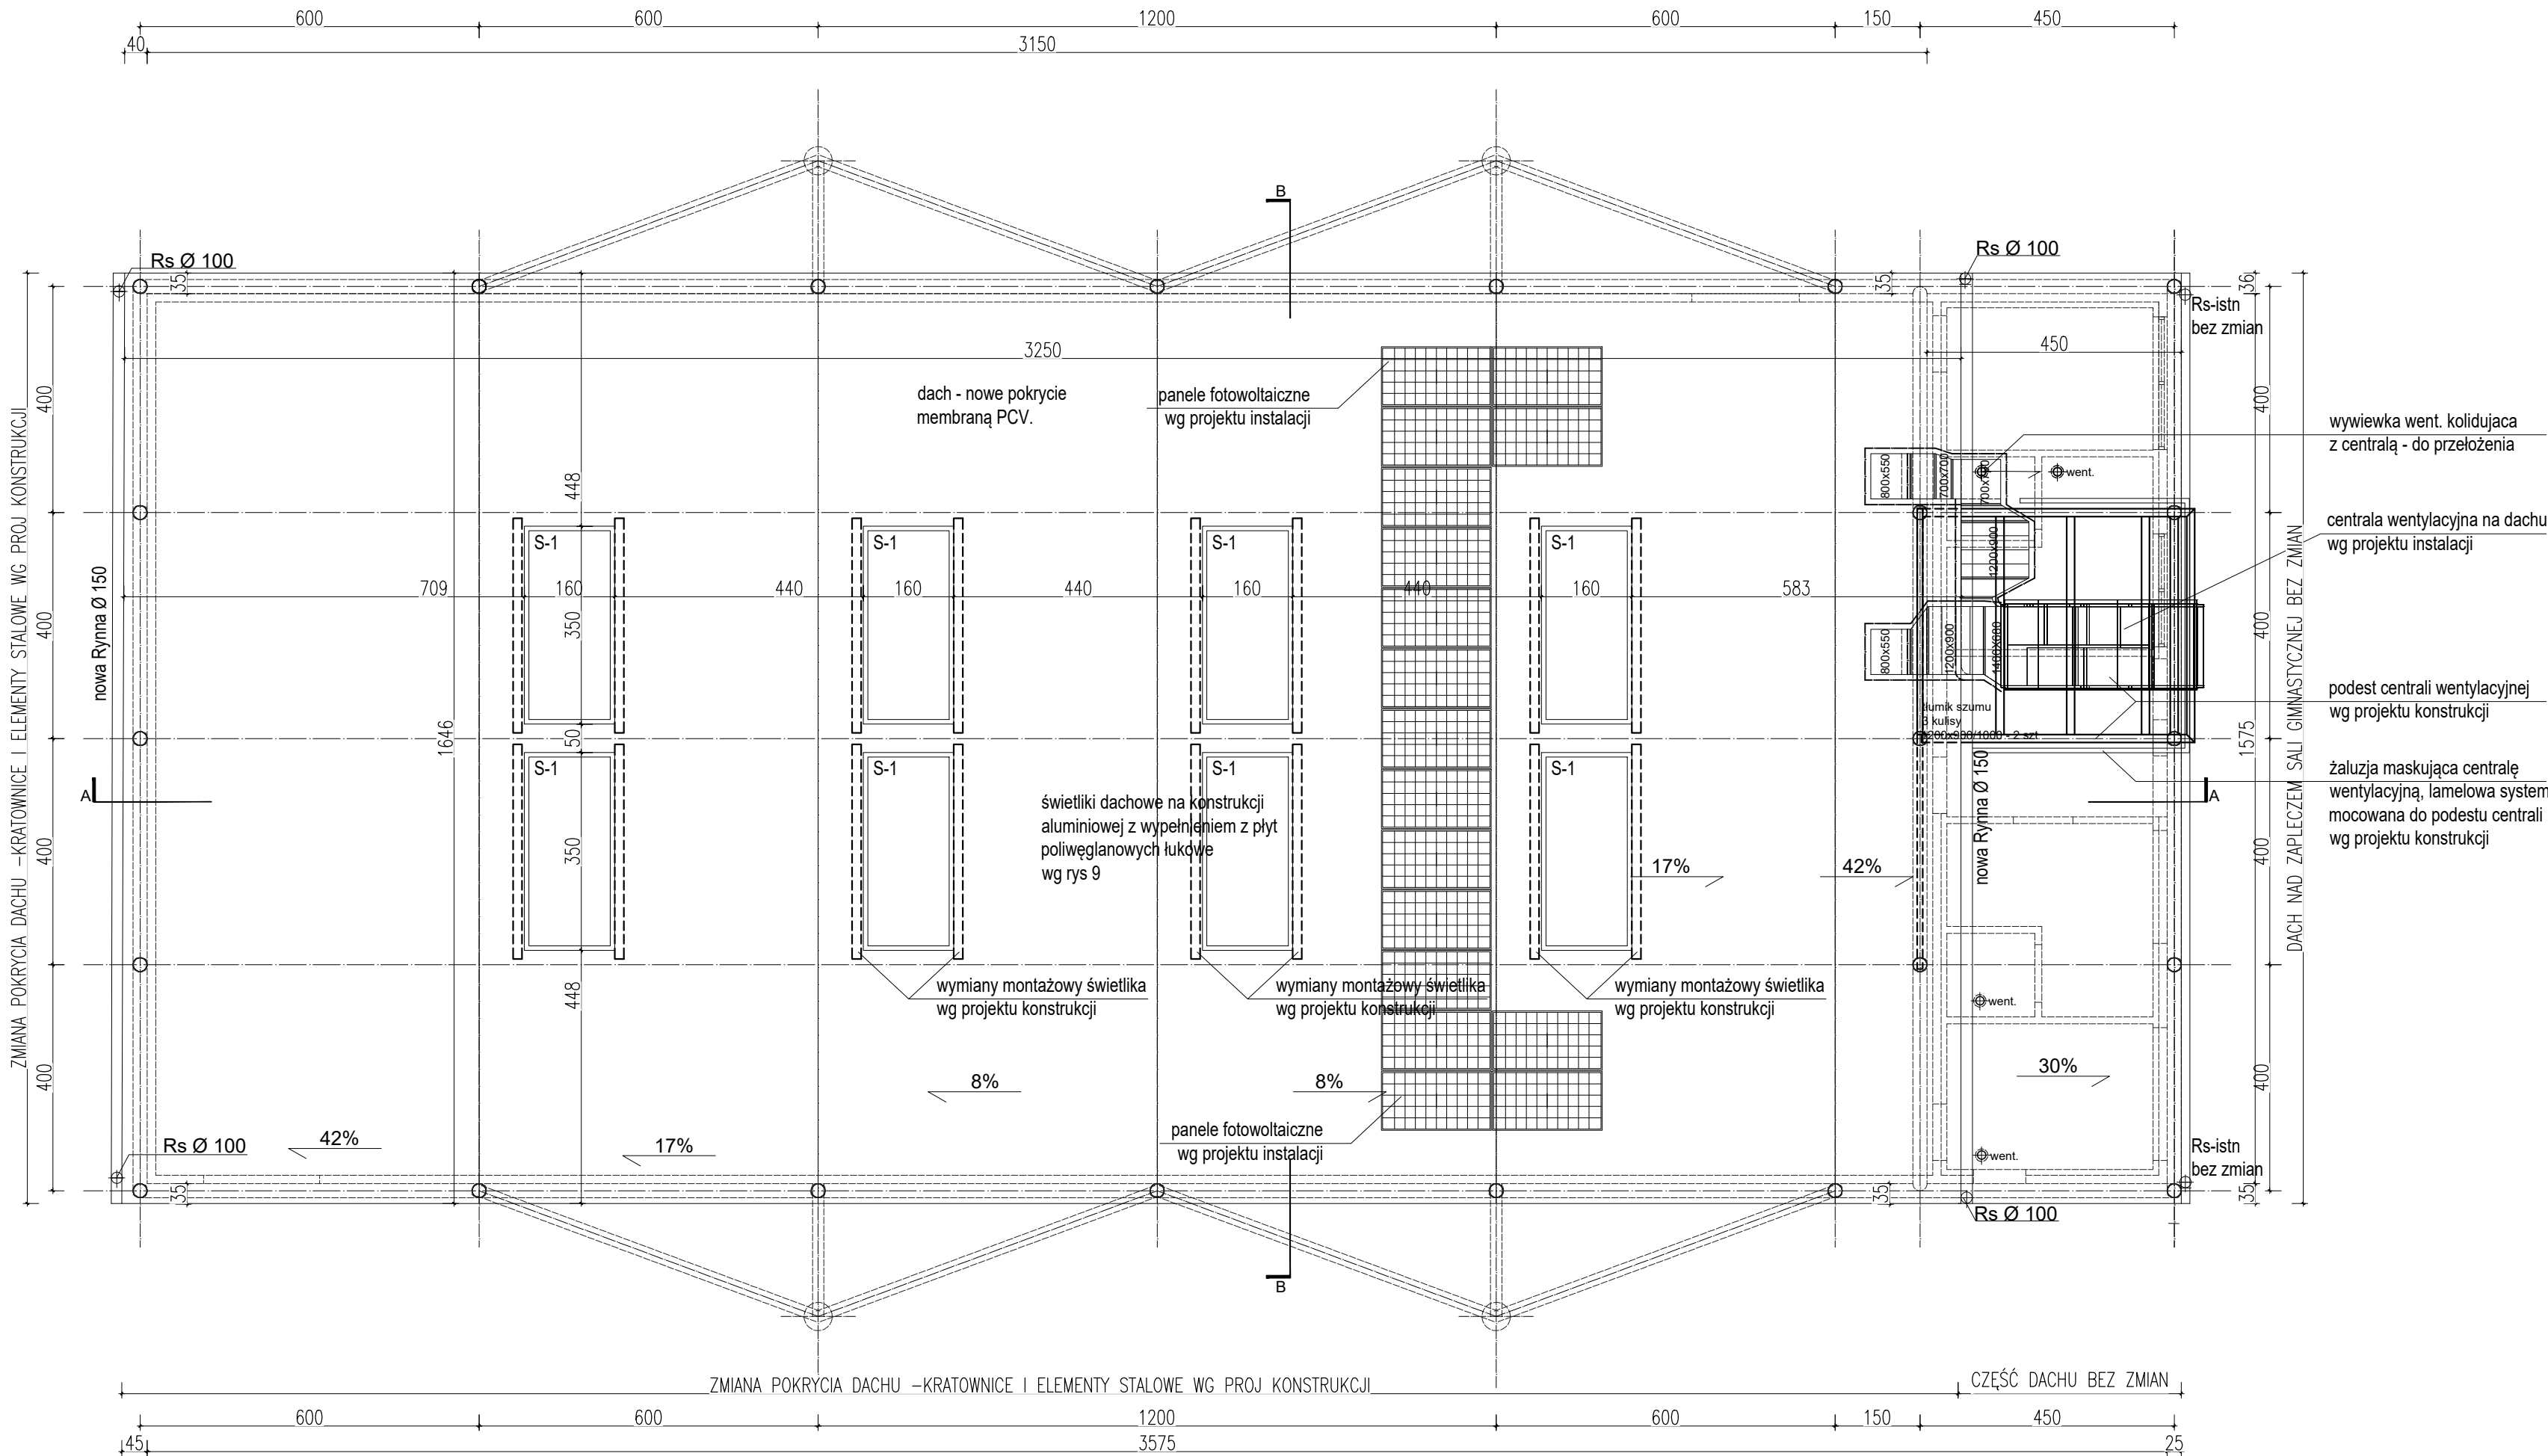 600
600
1200
600
150
450
40
3150
B
Rs Ø 100
Rs Ø 100
35
35
36
Rs-istn
bez zmian
3250
450
dach - nowe pokrycie
membraną PCV.
panele fotowoltaiczne
wg projektu instalacji
400
400
wywiewka went. kolidujaca
z centralą - do przełożenia
800x550
700x700
went.
448
S-1
S-1
S-1
S-1
1200x900
centrala wentylacyjna na dachu
wg projektu instalacji
nowa Rynna Ø 150
709
160
440
160
440
160
440
160
583
350
400
400
800x550
1200x900
podest centrali wentylacyjnej
wg projektu konstrukcji
tłumik szumu
3 kulisy
1646
50
1575
ZMIANA POKRYCIA DACHU –KRATOWNICE I ELEMENTY STALOWE WG PROJ KONSTRUKCJI
DACH NAD ZAPLECZEM SALI GIMNASTYCZNEJ BEZ ZMIAN
S-1
S-1
S-1
S-1
nowa Rynna Ø 150
żaluzja maskująca centralę
wentylacyjną, lamelowa system
mocowana do podestu centrali
wg projektu konstrukcji
A
A
świetliki dachowe na konstrukcji
aluminiowej z wypełnieniem z płyt
poliwęglanowych łukowe
wg rys 9
350
400
400
17%
42%
448
wymiany montażowy świetlika
wg projektu konstrukcji
wymiany montażowy świetlika
wg projektu konstrukcji
wymiany montażowy świetlika
wg projektu konstrukcji
went.
400
400
8%
8%
30%
panele fotowoltaiczne
wg projektu instalacji
Rs Ø 100
42%
17%
went.
Rs-istn
bez zmian
35
35
35
Rs Ø 100
B
ZMIANA POKRYCIA DACHU –KRATOWNICE I ELEMENTY STALOWE WG PROJ KONSTRUKCJI
CZĘŚĆ DACHU BEZ ZMIAN
600
600
1200
600
150
450
45
3575
25